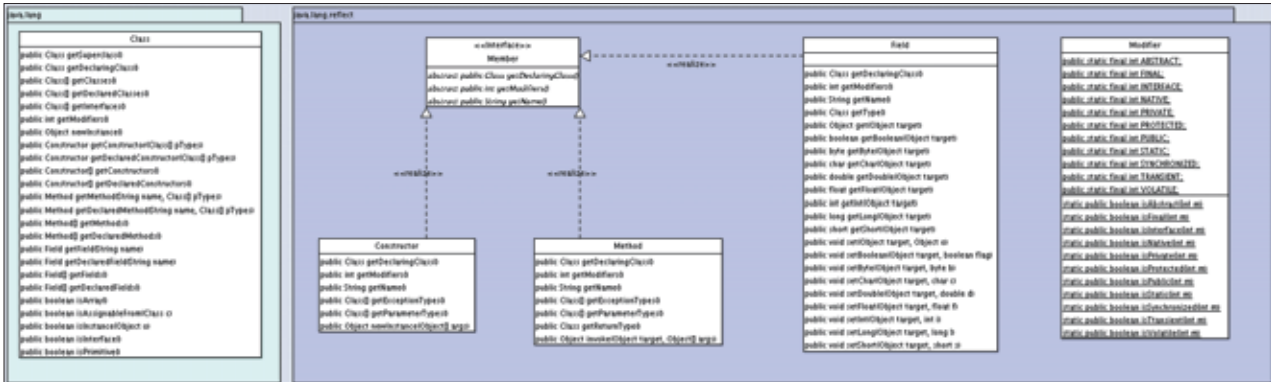 java.lang
Class
public Class getSuperclass()
public Class getDeclaringClass()
public Class[] getClasses()
public Class[] getDeclaredClasses()
public Class[] getInterfaces()
public int getModifiers()
public Object newInstance()
public Constructor getConstructor(Class[] pTypes)
public Constructor getDeclaredConstructor(Class[] pTypes)
public Constructor[] getConstructors()
public Constructor[] getDeclaredConstructors()
public Method getMethod(String name, Class[] pTypes)
public Method getDeclaredMethod(String name, Class[] pTypes)
public Method[] getMethods()
public Method[] getDeclaredMethods()
public Field getField(String name)
public Field getDeclaredField(String name)
public Field[] getFields()
public Field[] getDeclaredFields()
public boolean isArray()
public boolean isAssignableFrom(Class c)
public boolean isInstance(Object o)
public boolean isInterface()
public boolean isPrimitive()
java.lang.reflect
<<interface>>
Member
abstract public Class getDeclaringClass()
abstract public int getModifiers()
abstract public String getName()
<<realize>>
<<realize>>
<<realize>>
Constructor
public Class getDeclaringClass()
public int getModifiers()
public String getName()
public Class[] getExceptionTypes()
public Class[] getParameterTypes()
public Object newInstance(Object[] args)
Method
public Class getDeclaringClass()
public int getModifiers()
public String getName()
public Class[] getExceptionTypes()
public Class[] getParameterTypes()
public Class getReturnType()
public Object invoke(Object target, Object[] args)
Field
public Class getDeclaringClass()
public int getModifiers()
public String getName()
public Class getType()
public Object get(Object target)
public boolean getBoolean(Object target)
public byte getByte(Object target)
public char getChar(Object target)
public double getDouble(Object target)
public float getFloat(Object target)
public int getInt(Object target)
public long getLong(Object target)
public short getShort(Object target)
public void set(Object target, Object o)
public void setBoolean(Object target, boolean flag)
public void setByte(Object target, byte b)
public void setChar(Object target, char c)
public void setDouble(Object target, double d)
public void setFloat(Object target, float f)
public void setInt(Object target, int i)
public void setLong(Object target, long l)
public void setShort(Object target, short s)
Modifier
public static final int ABSTRACT;
public static final int FINAL;
public static final int INTERFACE;
public static final int NATIVE;
public static final int PRIVATE;
public static final int PROTECTED;
public static final int PUBLIC;
public static final int STATIC;
public static final int SYNCHRONIZED;
public static final int TRANSIENT;
public static final int VOLATILE;
static public boolean isAbstract(int m)
static public boolean isFinal(int m)
static public boolean isInterface(int m)
static public boolean isNative(int m)
static public boolean isPrivate(int m)
static public boolean isProtected(int m)
static public boolean isPublic(int m)
static public boolean isStatic(int m)
static public boolean isSynchronized(int m)
static public boolean isTransient(int m)
static public boolean isVolatile(int m)